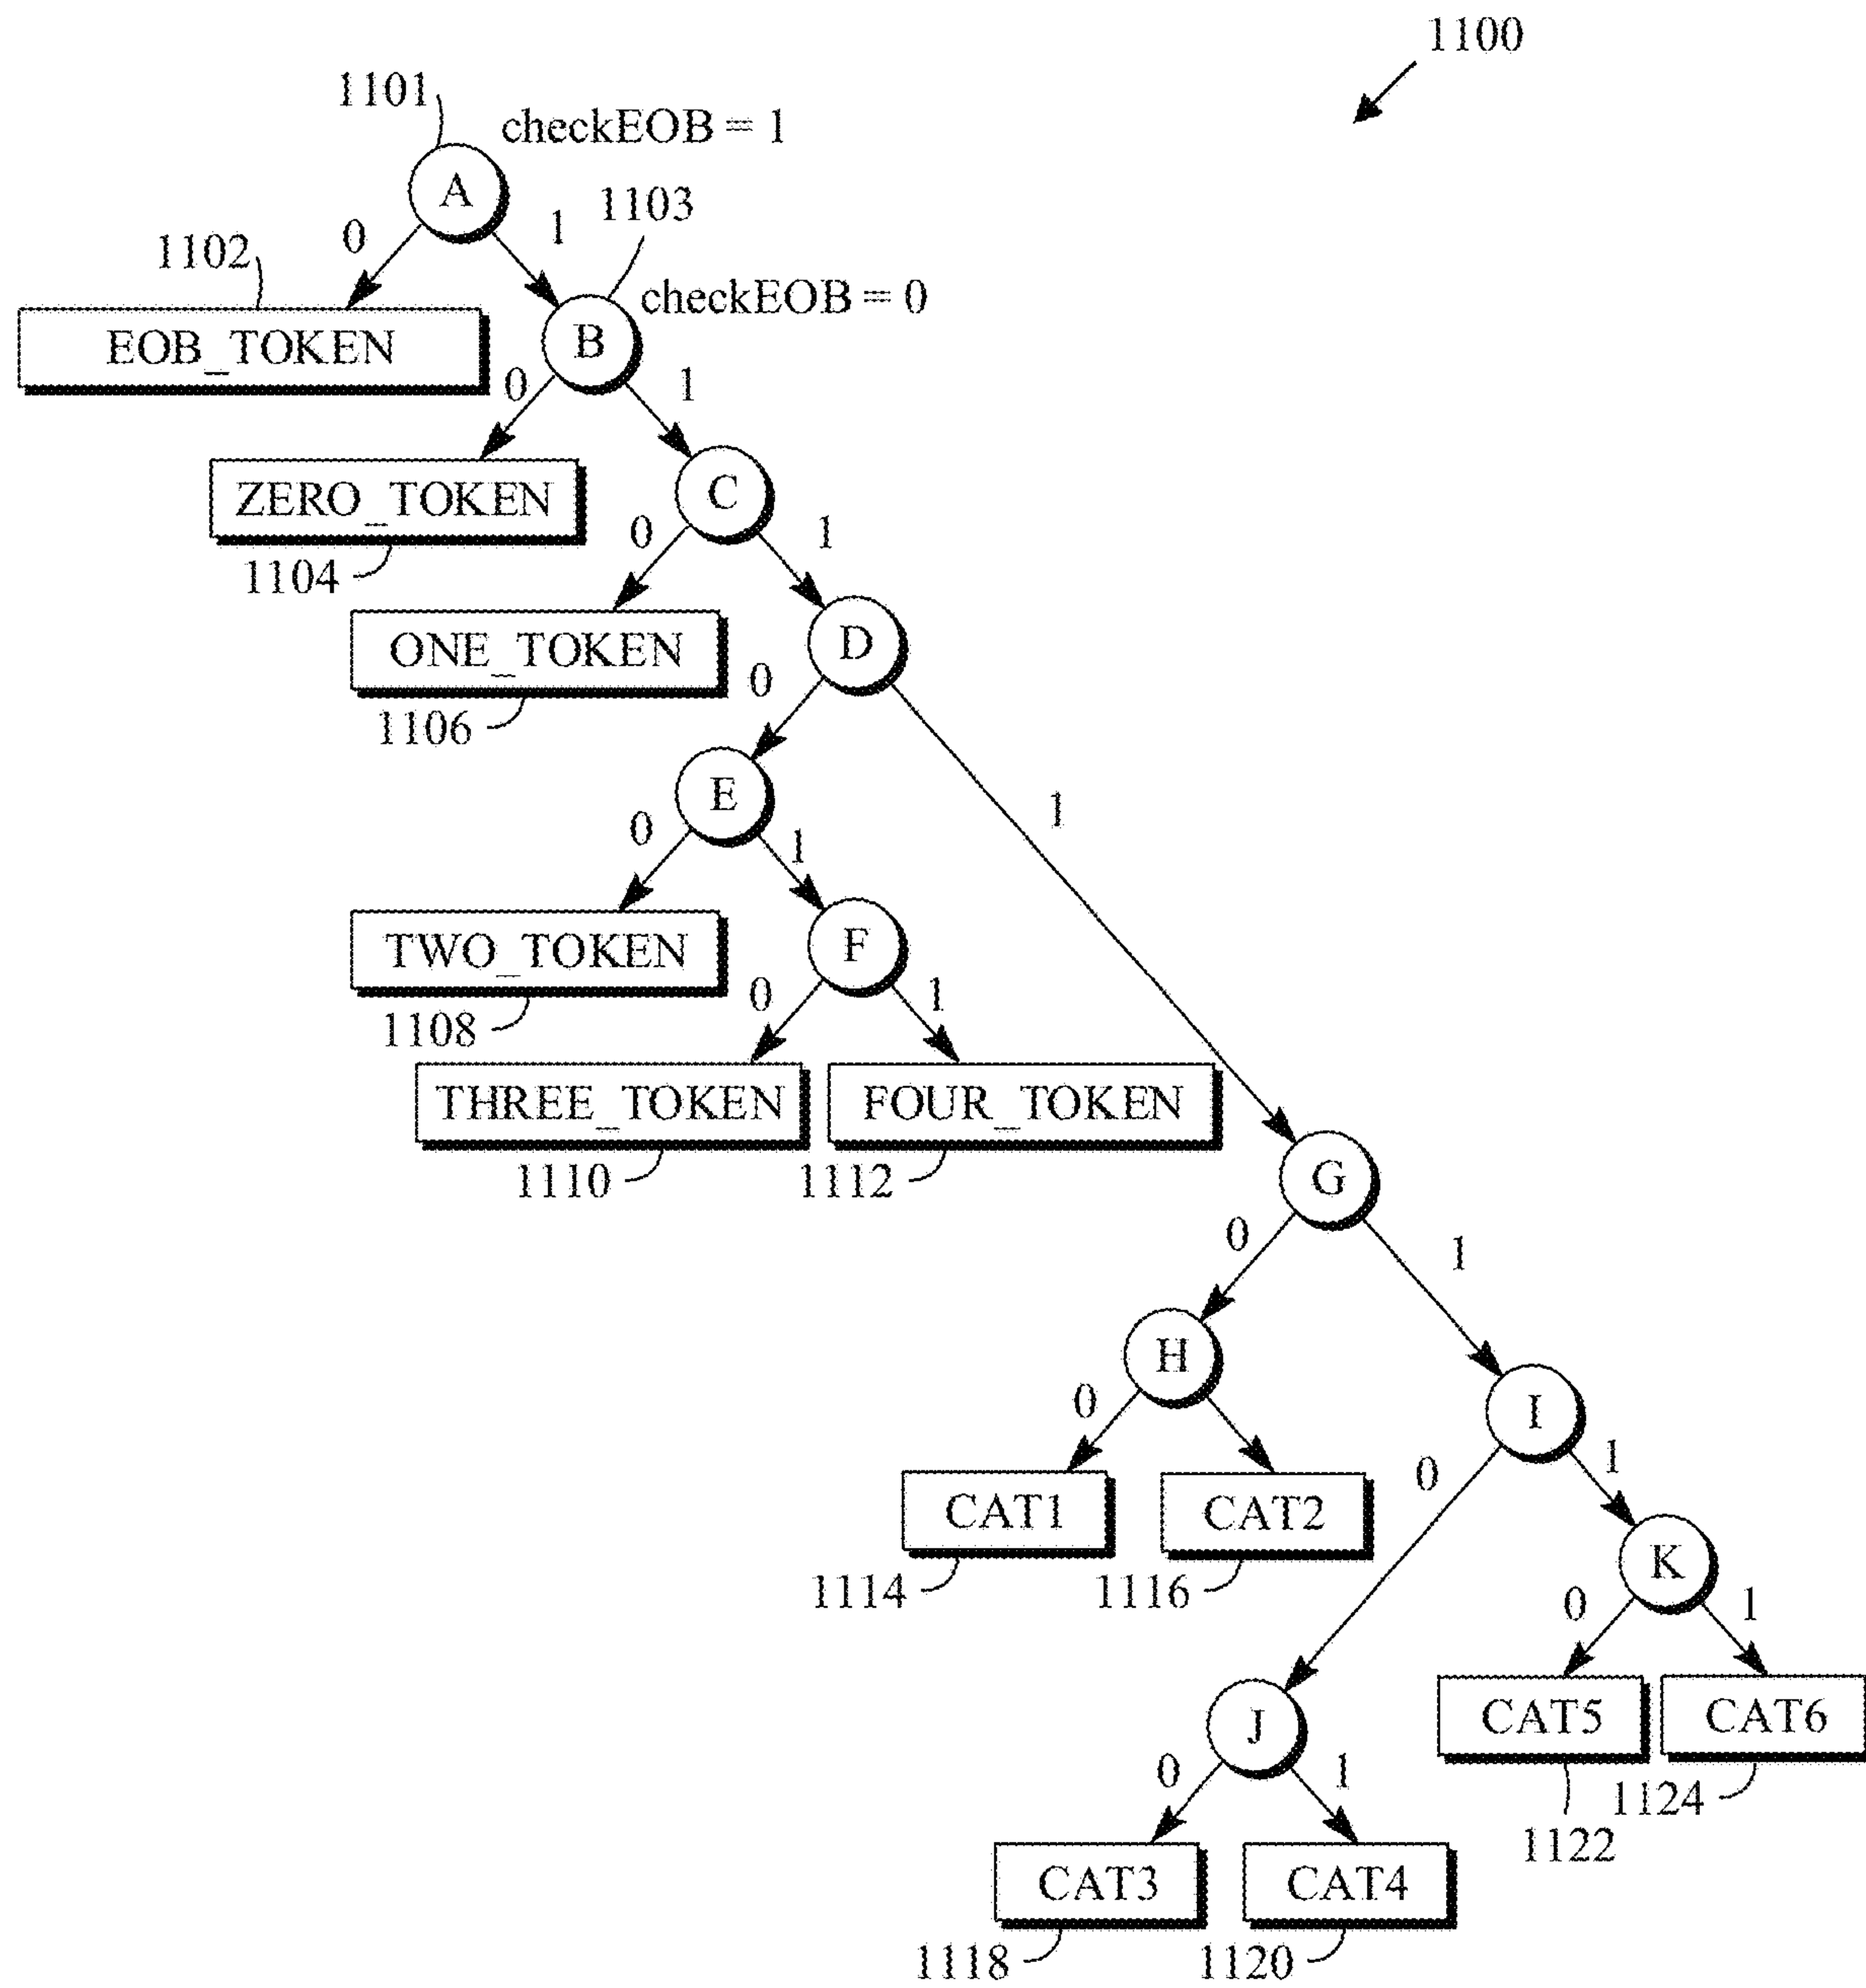 1100
1101
checkEOB = 1
A
1103
0 1
1102
checkEOB = 0
EOB_TOKEN
B
0 1
ZERO_TOKEN
C
1104
0 1
ONE_TOKEN
D
1106
0
E
1
0 1
TWO_TOKEN
F
1108
0 1
THREE_TOKEN FOUR_TOKEN
1110 1112
G
0 1
H
0
I
0 1
CAT1 CAT2
1114 1116
K
0 1
J
CAT5 CAT6
0 1
1124
1122
CAT3 CAT4
1118 1120